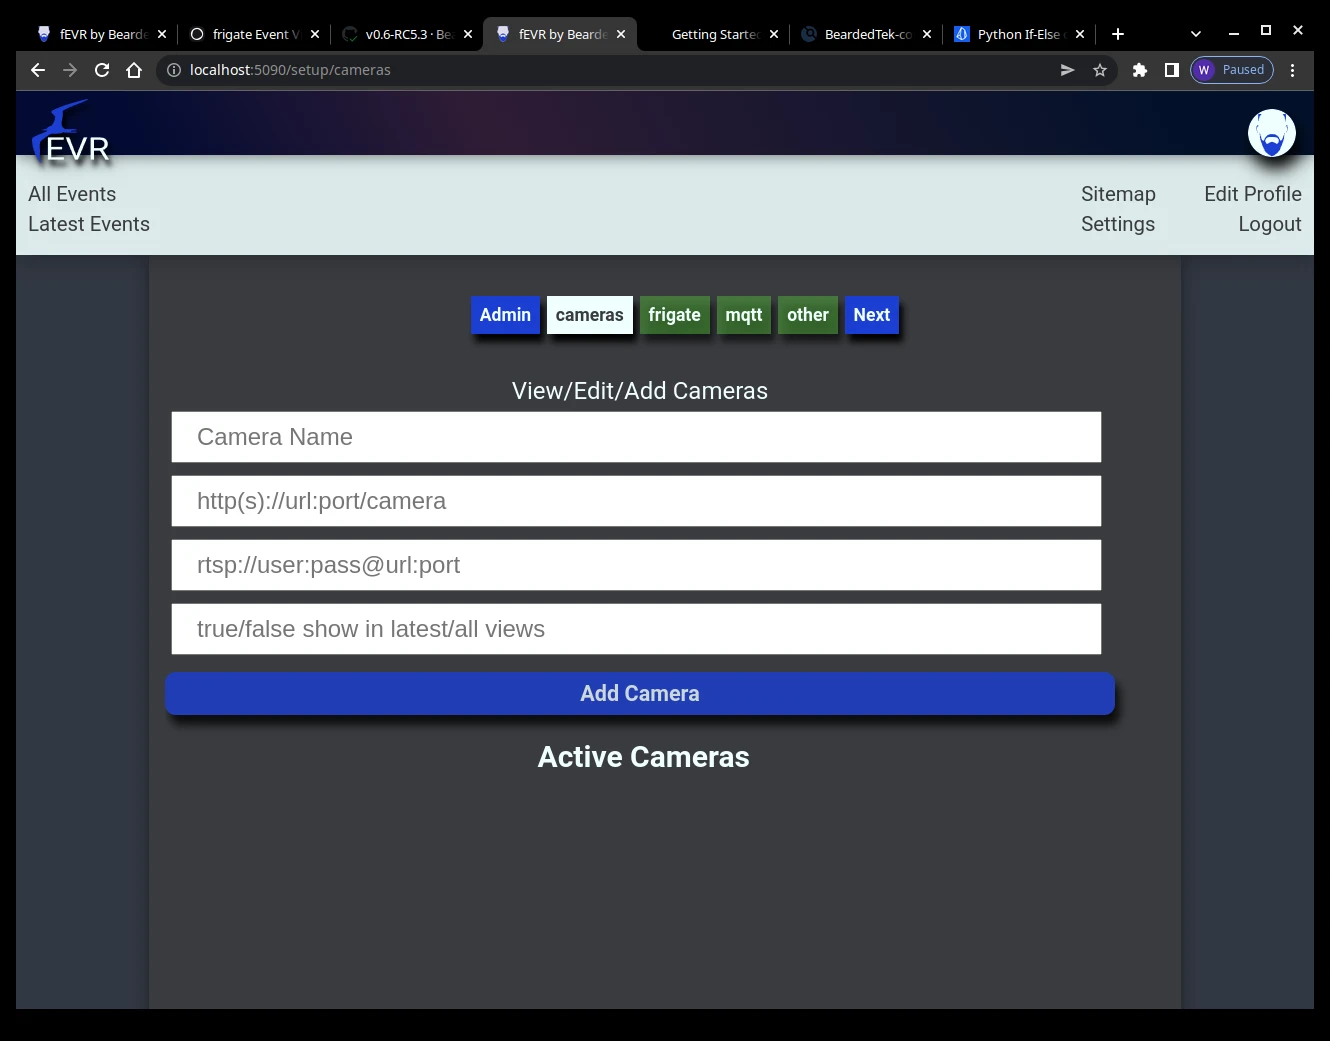 fEVR by Bearde
frigate Event V
v0.6-RC5.3 · Be
fEVR by Bearde
Getting Starte
BeardedTek-co
Python If-Else
localhost:5090/setup/cameras
W Paused
EVR
All Events
Latest Events
Sitemap
Settings
Edit Profile
Logout
Admin cameras frigate mqtt other Next
View/Edit/Add Cameras
Camera Name
http(s)://url:port/camera
rtsp://user:pass@url:port
true/false show in latest/all views
Add Camera
Active Cameras